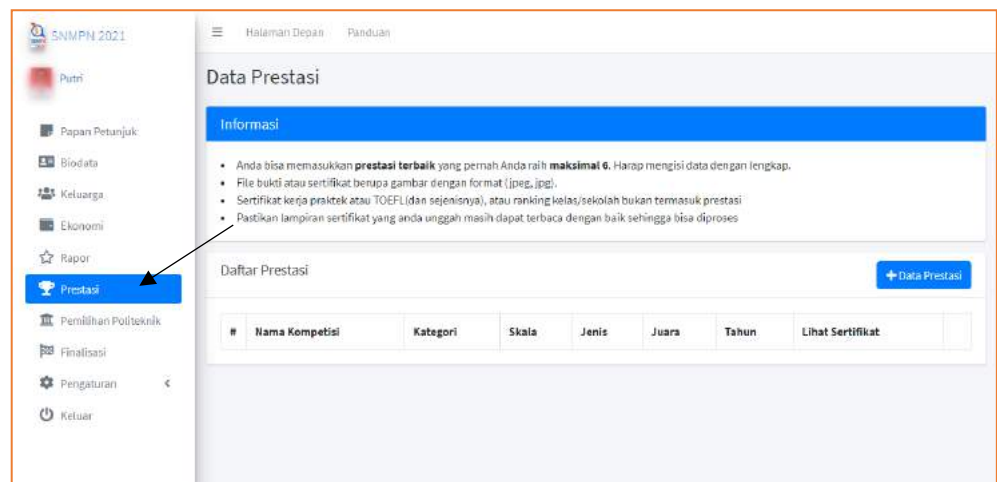 SNMPN 2021
Halaman Depan Panduan
Putri
Data Prestasi
Papan Petunjuk
Biodata
Keluarga
Ekonomi
Rapor
Prestasi
Pemilihan Politeknik
Finalisasi
Pengaturan
Keluar
Informasi
Anda bisa memasukkan prestasi terbaik yang pernah Anda raih maksimal 6. Harap mengisi data dengan lengkap.
File bukti atau sertifikat berupa gambar dengan format (jpeg, jpg).
Sertifikat kerja praktek atau TOEFL(dan sejenisnya), atau ranking kelas/sekolah bukan termasuk prestasi
Pastikan lampiran sertifikat yang anda unggah masih dapat terbaca dengan baik sehingga bisa diproses
Daftar Prestasi
+Data Prestasi
# Nama Kompetisi Kategori Skala Jenis Juara Tahun Lihat Sertifikat